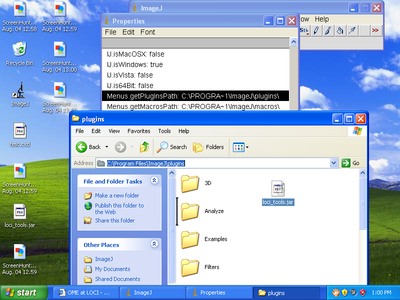 ScreenHunt...
Aug. 04 12:58
ScreenHunt...
Aug. 04 12:59
Recycle Bin
ScreenHunt...
Aug. 04 13:00
ImageJ
ScreenHunt...
Aug. 04 12:59
test.xsd
ScreenHunt...
Aug. 04 12:59
loci_tools.jar
ScreenHunt...
Aug. 04 12:59
ImageJ
ow Help
Properties
File Edit Font
IJ.isMacOSX: false
IJ.isWindows: true
IJ.isVista: false
IJ.is64Bit: false
Menus.getPlugInsPath: C:\PROGRA~1\ImageJ\plugins\
Menus.getMacrosPath: C:\PROGRA~1\ImageJ\macros\
plugins
File Edit View Favorites Tools Help
Back
Search
Folders
Address
C:\Program Files\ImageJ\plugins
Go
File and Folder Tasks
Make a new folder
Publish this folder to the Web
Share this folder
Other Places
ImageJ
My Documents
Shared Documents
3D
Analyze
Examples
Filters
loci_tools.jar
start
OME at LOCI - ...
ImageJ
Properties
plugins
1:00 PM